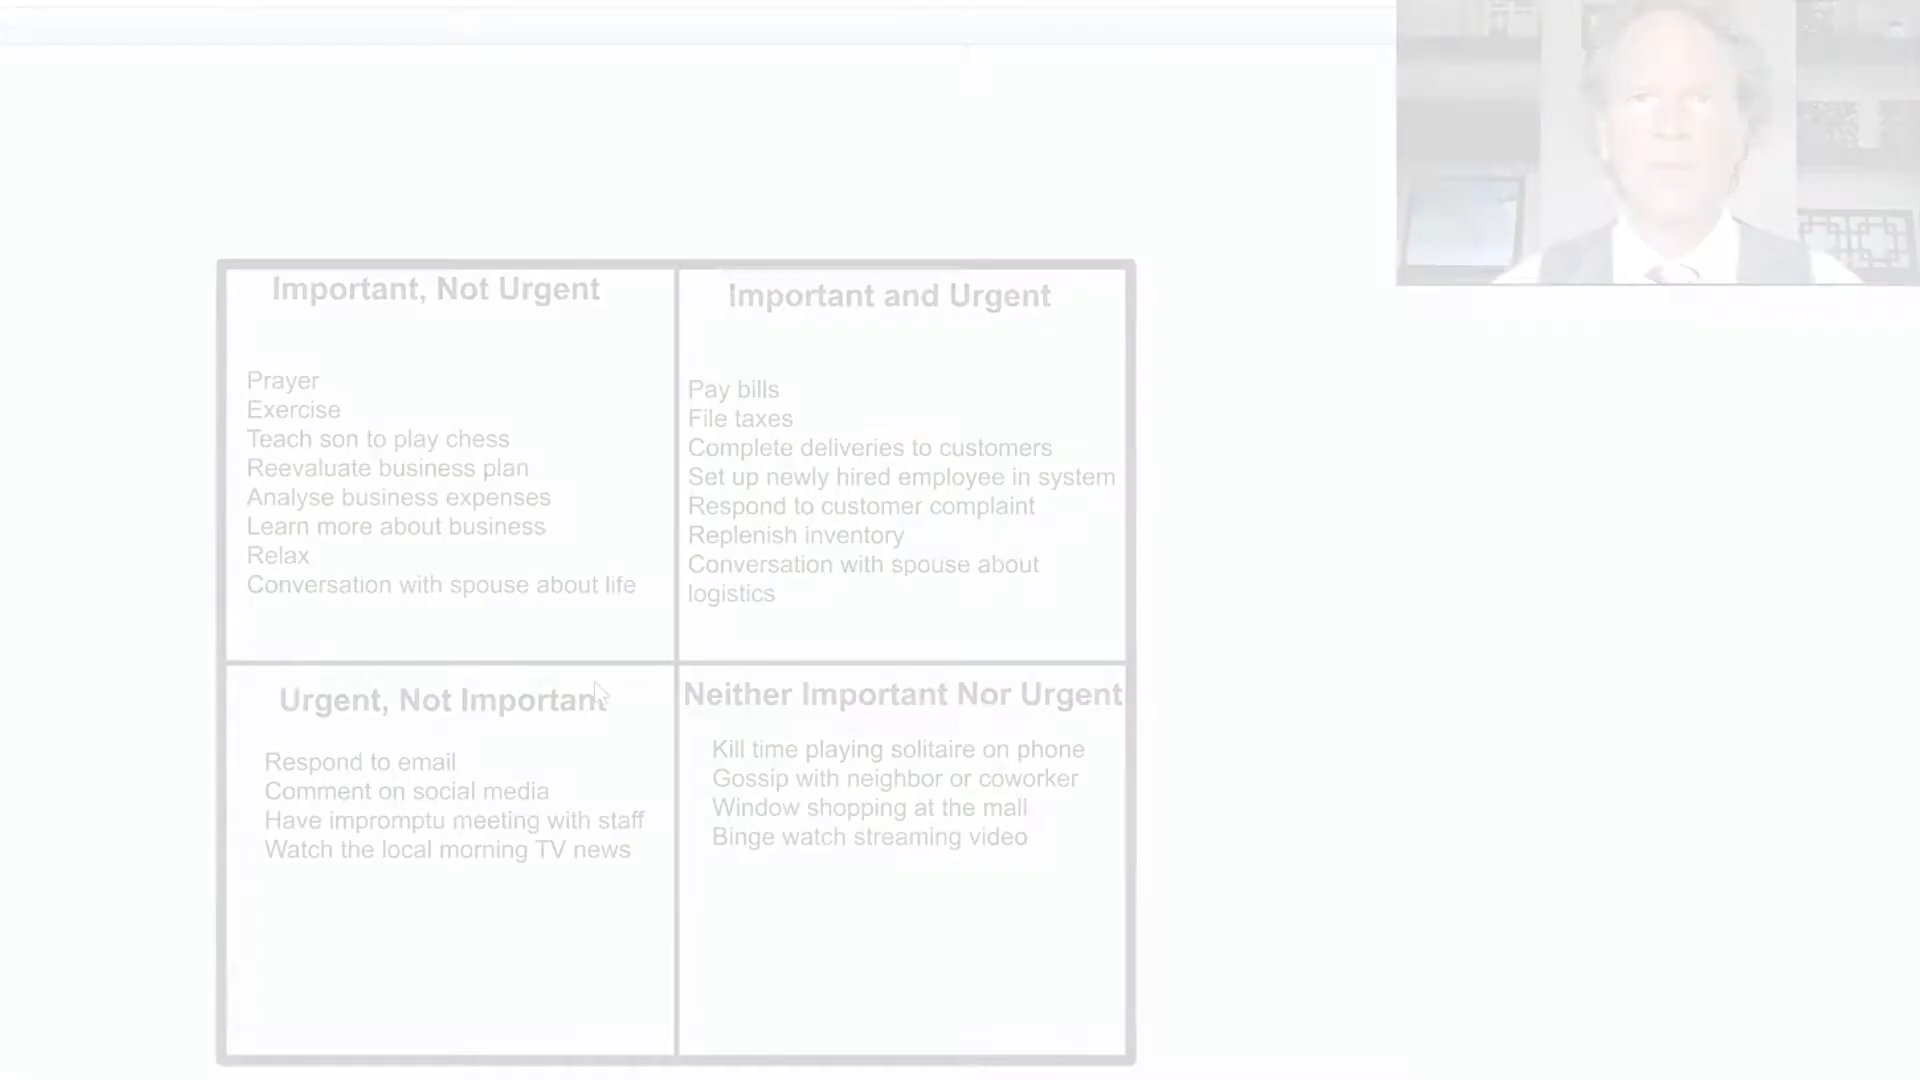 Important, Not Urgent
Prayer
Exercise
Teach son to play chess
Reevaluate business plan
Analyse business expenses
Learn more about business
Relax
Conversation with spouse about life
Important and Urgent
Pay bills
File taxes
Complete deliveries to customers
Set up newly hired employee in system
Respond to customer complaint
Replenish inventory
Conversation with spouse about
logistics
Urgent, Not Important
Respond to email
Comment on social media
Have impromptu meeting with staff
Watch the local morning TV news
Neither Important Nor Urgent
Kill time playing solitaire on phone
Gossip with neighbor or coworker
Window shopping at the mall
Binge watch streaming video